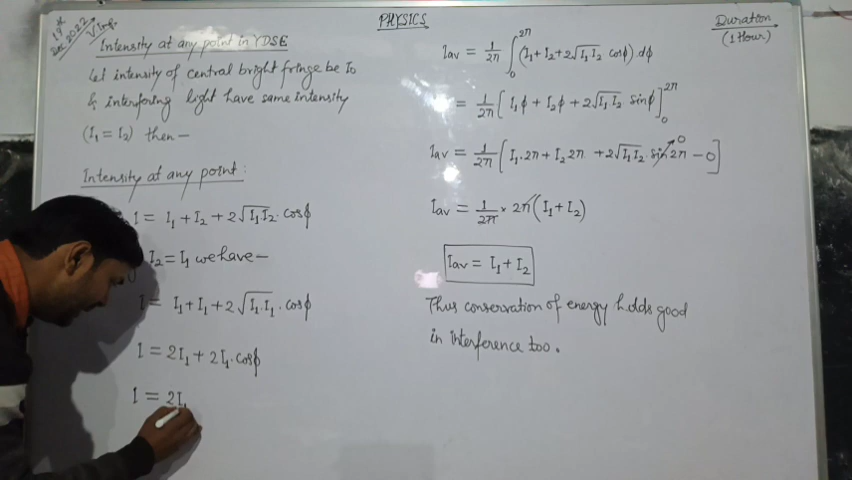 PHYSICS
18th
Dec 2022
V Imp.
Duration
(1 Hour)
Intensity at any point in YDSE
Let intensity of central bright fringe be I₀
& interfering light have same intensity
(I₁ = I₂) then —
Intensity at any point:
I = I₁ + I₂ + 2√I₁I₂ · cosϕ
I₂ = I₁ we have —
I = I₁ + I₁ + 2√I₁.I₁ . cosϕ
I = 2I₁ + 2I₁.cosϕ
I = 2I₁
Iav = 1/2π ∫₀²ᴨ (I₁ + I₂ + 2√I₁I₂ cosϕ).dϕ
= 1/2π [I₁ϕ + I₂ϕ + 2√I₁I₂ sinϕ]₀²ᴨ
Iav = 1/2π [I₁.2π + I₂ 2π + 2√I₁I₂ . sin2π 0 - 0]
Iav = 1/2π × 2π (I₁ + I₂)
Iav = I₁ + I₂
Thus conservation of energy holds good
in interference too.